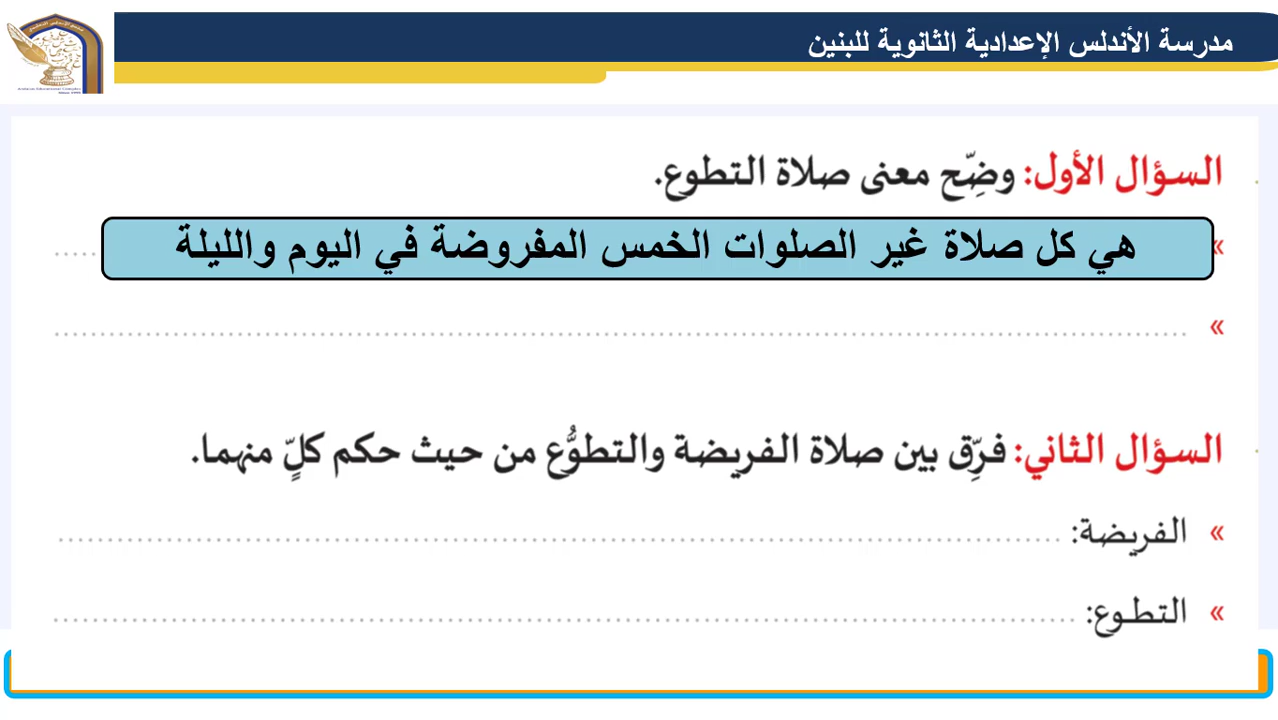 مدرسة الأندلس الإعدادية الثانوية للبنين
السؤال الأول: وضِّح معنى صلاة التطوع.
« هي كل صلاة غير الصلوات الخمس المفروضة في اليوم والليلة
«
السؤال الثاني: فرِّق بين صلاة الفريضة والتطوُّع من حيث حكم كلٍّ منهما.
« الفريضة:
« التطوع: